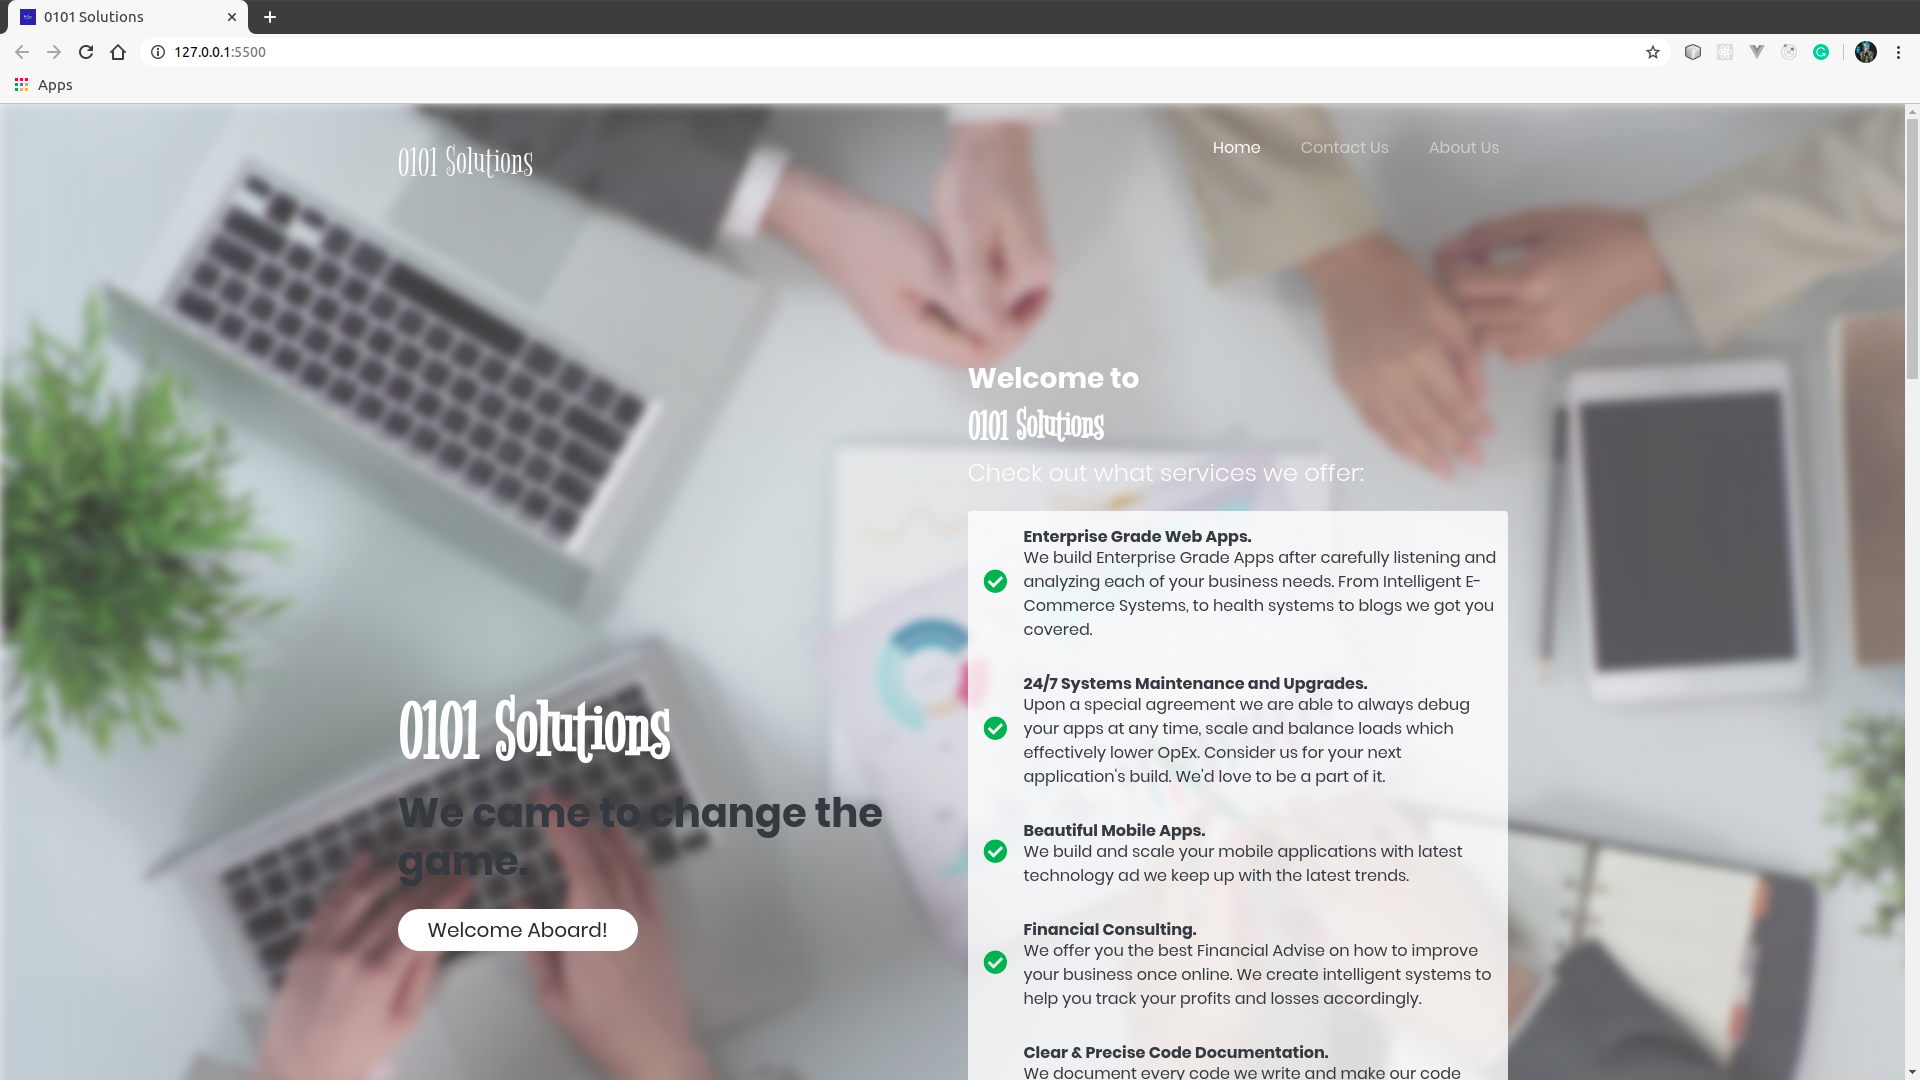 0101 Solutions
127.0.0.1:5500
Apps
0101 Solutions
Home
Contact Us
About Us
Welcome to
0101 Solutions
Check out what services we offer:
Enterprise Grade Web Apps.
We build Enterprise Grade Apps after carefully listening and
analyzing each of your business needs. From Intelligent E-
Commerce Systems, to health systems to blogs we got you
covered.
24/7 Systems Maintenance and Upgrades.
Upon a special agreement we are able to always debug
your apps at any time, scale and balance loads which
effectively lower OpEx. Consider us for your next
application's build. We'd love to be a part of it.
Beautiful Mobile Apps.
We build and scale your mobile applications with latest
technology ad we keep up with the latest trends.
Financial Consulting.
We offer you the best Financial Advise on how to improve
your business once online. We create intelligent systems to
help you track your profits and losses accordingly.
Clear & Precise Code Documentation.
We document every code we write and make our code
0101 Solutions
We came to change the
game.
Welcome Aboard!